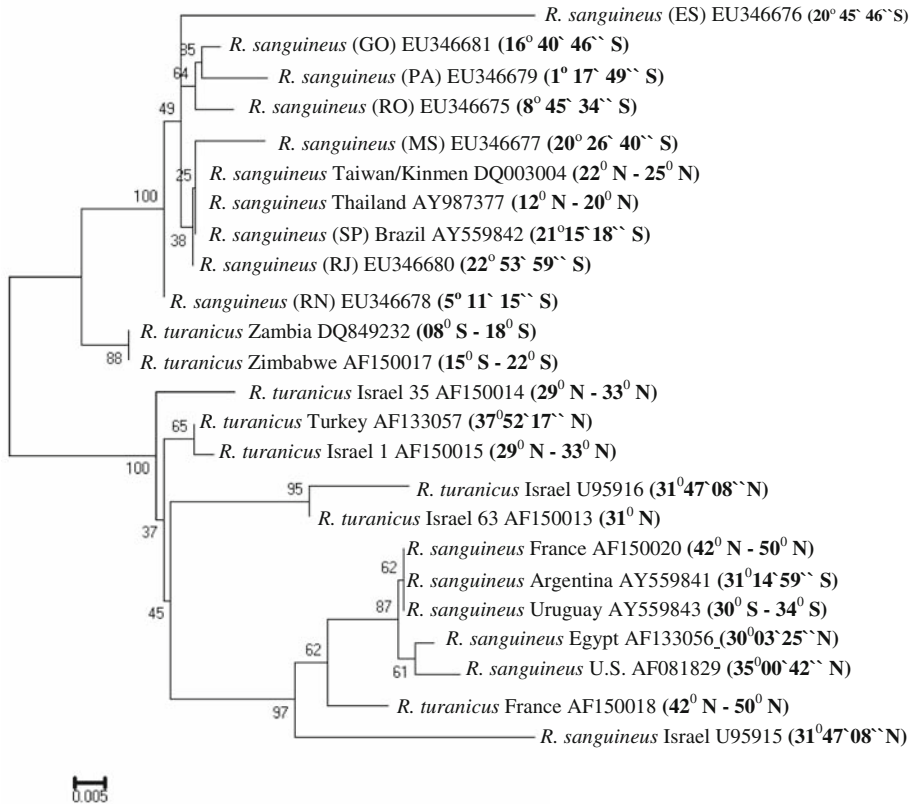 R. sanguineus (ES) EU346676 (20° 45` 46`` S)
R. sanguineus (GO) EU346681 (16° 40` 46`` S)
85
R. sanguineus (PA) EU346679 (1° 17` 49`` S)
64
R. sanguineus (RO) EU346675 (8° 45` 34`` S)
49
R. sanguineus (MS) EU346677 (20° 26` 40`` S)
R. sanguineus Taiwan/Kinmen DQ003004 (22⁰ N - 25⁰ N)
25
100
R. sanguineus Thailand AY987377 (12⁰ N - 20⁰ N)
R. sanguineus (SP) Brazil AY559842 (21°15`18`` S)
38
R. sanguineus (RJ) EU346680 (22° 53` 59`` S)
R. sanguineus (RN) EU346678 (5° 11` 15`` S)
R. turanicus Zambia DQ849232 (08⁰ S - 18⁰ S)
88
R. turanicus Zimbabwe AF150017 (15⁰ S - 22⁰ S)
R. turanicus Israel 35 AF150014 (29⁰ N - 33⁰ N)
65
R. turanicus Turkey AF133057 (37⁰52`17`` N)
R. turanicus Israel 1 AF150015 (29⁰ N - 33⁰ N)
100
95
R. turanicus Israel U95916 (31⁰47`08``N)
R. turanicus Israel 63 AF150013 (31⁰ N)
37
R. sanguineus France AF150020 (42⁰ N - 50⁰ N)
62
R. sanguineus Argentina AY559841 (31⁰14`59`` S)
45
87
R. sanguineus Uruguay AY559843 (30⁰ S - 34⁰ S)
R. sanguineus Egypt AF133056 (30⁰03`25``N)
62
61
R. sanguineus U.S. AF081829 (35⁰00`42`` N)
R. turanicus France AF150018 (42⁰ N - 50⁰ N)
97
R. sanguineus Israel U95915 (31⁰47`08``N)
0.005